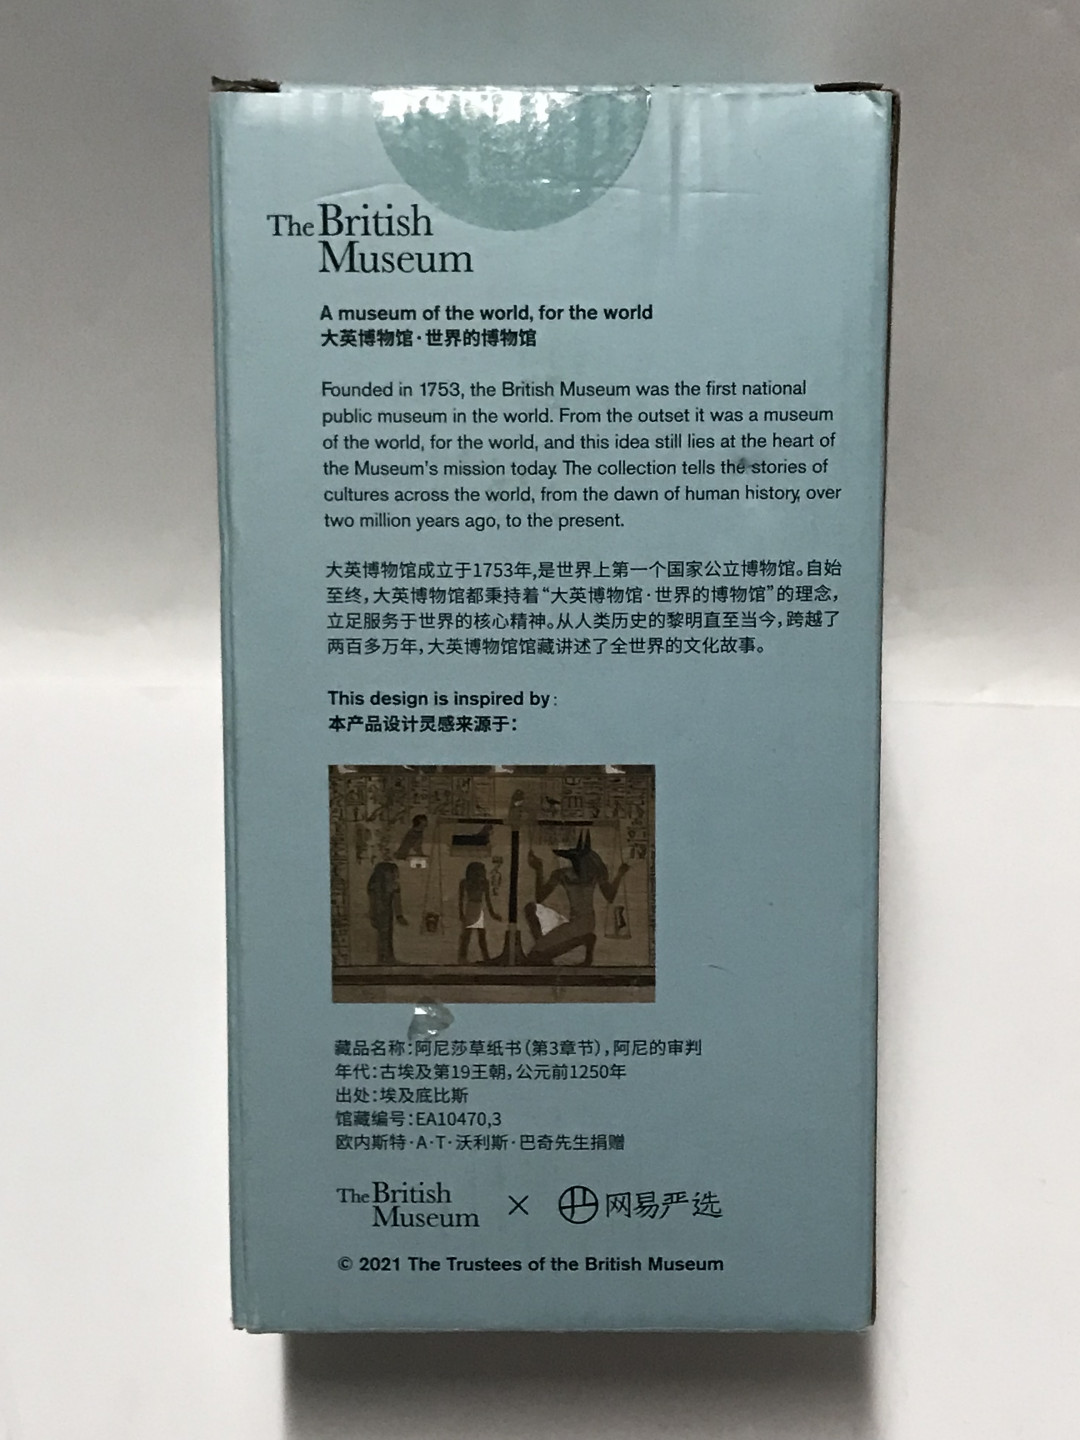 The British
Museum
A museum of the world, for the world
大英博物馆·世界的博物馆
Founded in 1753, the British Museum was the first national
public museum in the world. From the outset it was a museum
of the world, for the world, and this idea still lies at the heart of
the Museum's mission today. The collection tells the stories of
cultures across the world, from the dawn of human history, over
two million years ago, to the present.
大英博物馆成立于1753年,是世界上第一个国家公立博物馆。自始
至终,大英博物馆都秉持着“大英博物馆·世界的博物馆”的理念,
立足服务于世界的核心精神。从人类历史的黎明直至当今,跨越了
两百多万年,大英博物馆馆藏讲述了全世界的文化故事。
This design is inspired by:
本产品设计灵感来源于:
藏品名称:阿尼莎草纸书(第3章节),阿尼的审判
年代:古埃及第19王朝,公元前1250年
出处:埃及底比斯
馆藏编号:EA10470,3
欧内斯特·A·T·沃利斯·巴奇先生捐赠
The British
Museum × 网易严选
© 2021 The Trustees of the British Museum